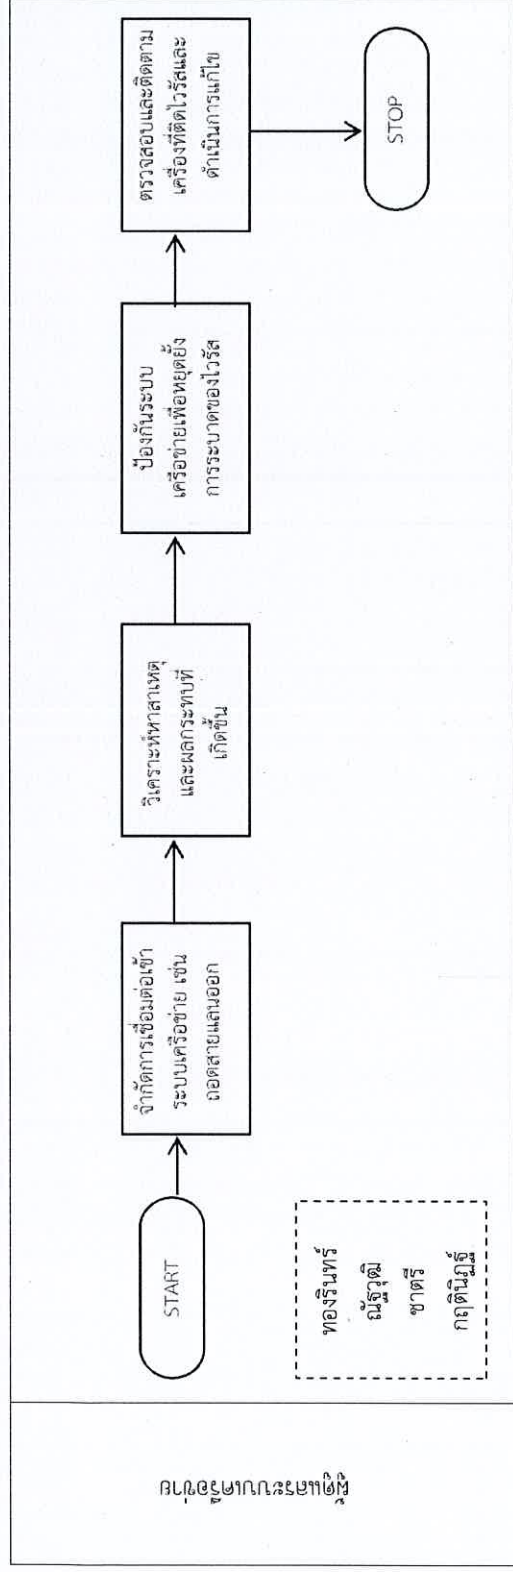 ผู้ดูแลระบบเครือข่าย
START
จำกัดการเชื่อมต่อเข้า
ระบบเครือข่าย เช่น
ถอดสายแลนออก
วิเคราะห์หาสาเหตุ
และผลกระทบที่
เกิดขึ้น
ป้องกันระบบ
เครือข่ายเพื่อหยุดยั้ง
การระบาดของไวรัส
ตรวจสอบและติดตาม
เครื่องที่ติดไวรัสและ
ดำเนินการแก้ไข
STOP
ทองรินทร์
ณัฐวุฒิ
ชาตรี
กฤตินิฏฐ์